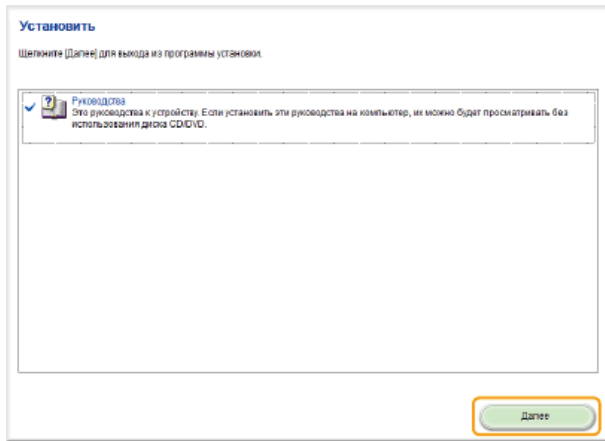 Установить
Щелкните [Далее] для выхода из программы установки.
Руководства
Это руководства к устройству. Если установить эти руководства на компьютер, их можно будет просматривать без
использования диска CD/DVD.
Далее